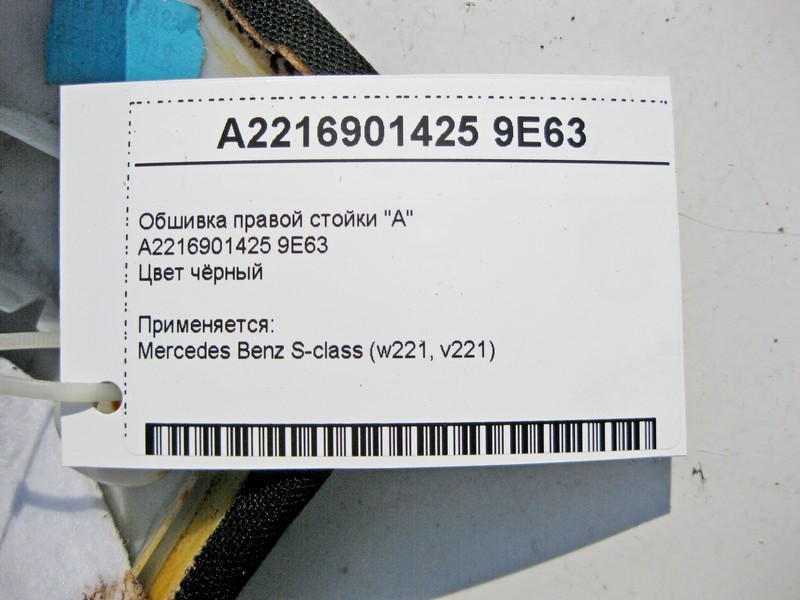 A2216901425 9E63
Обшивка правой стойки "А"
A2216901425 9E63
Цвет чёрный
Применяется:
Mercedes Benz S-class (w221, v221)